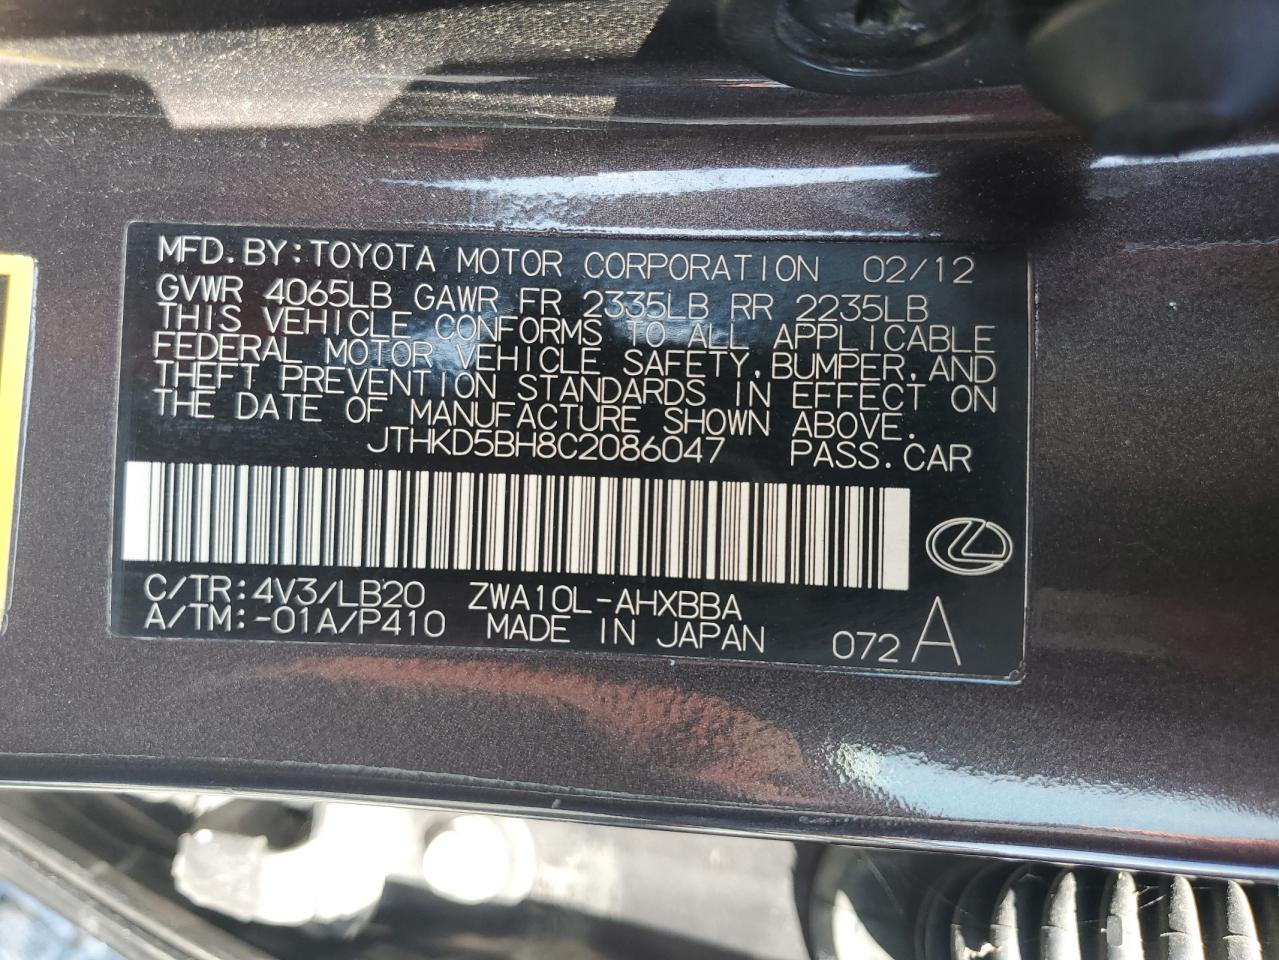 MFD.BY:TOYOTA MOTOR CORPORATION 02/12
GVWR 4065LB GAWR FR 2335LB RR 2235LB
THIS VEHICLE CONFORMS TO ALL APPLICABLE
FEDERAL MOTOR VEHICLE SAFETY,BUMPER,AND
THEFT PREVENTION STANDARDS IN EFFECT ON
THE DATE OF MANUFACTURE SHOWN ABOVE.
JTHKD5BH8C2086047 PASS.CAR
C/TR:4V3/LB20 ZWA10L-AHXBBA
A/TM:-01A/P410 MADE IN JAPAN 072 A